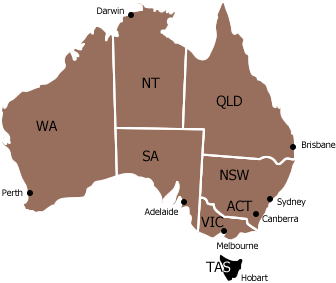 Darwin
NT
QLD
WA
Brisbane
SA
NSW
Perth
Sydney
ACT
Adelaide
Canberra
VIC
Melbourne
TAS
Hobart